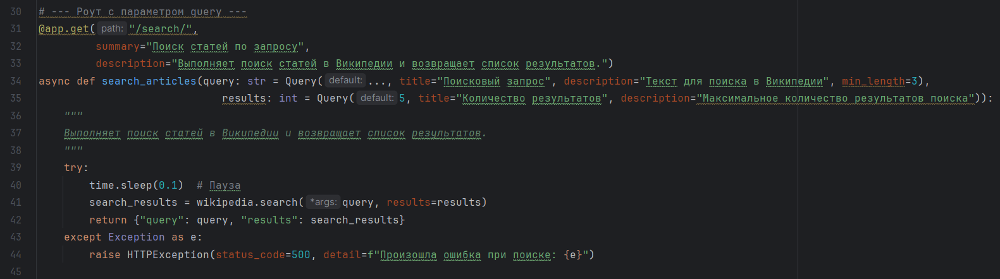 30 # --- Роут с параметром query ---
31 @app.get( path: "/search/",
32 summary="Поиск статей по запросу",
33 description="Выполняет поиск статей в Википедии и возвращает список результатов.")
34 async def search_articles(query: str = Query( default: ..., title="Поисковый запрос", description="Текст для поиска в Википедии", min_length=3),
35 results: int = Query( default: 5, title="Количество результатов", description="Максимальное количество результатов поиска")):
36 """
37 Выполняет поиск статей в Википедии и возвращает список результатов.
38 """
39 try:
40 time.sleep(0.1)  # Пауза
41 search_results = wikipedia.search( *args: query, results=results)
42 return {"query": query, "results": search_results}
43 except Exception as e:
44 raise HTTPException(status_code=500, detail=f"Произошла ошибка при поиске: {e}")
45